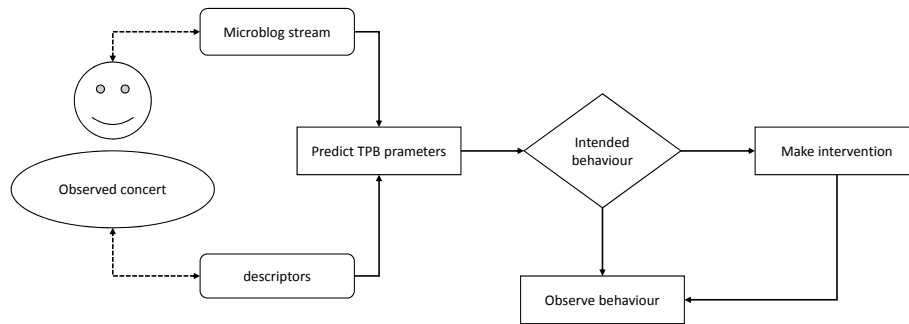 Microblog stream
Predict TPB prameters
Intended
behaviour
Make intervention
Observed concert
descriptors
Observe behaviour